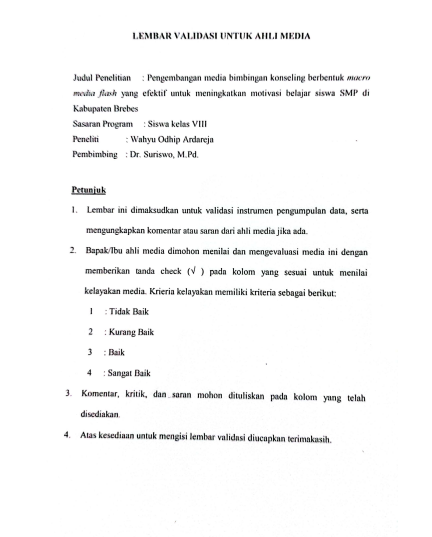 LEMBAR VALIDASI UNTUK AHLI MEDIA
Judul Penelitian : Pengembangan media bimbingan konseling berbentuk macro
media flash yang efektif untuk meningkatkan motivasi belajar siswa SMP di
Kabupaten Brebes
Sasaran Program : Siswa kelas VIII
Peneliti : Wahyu Odhip Ardareja
Pembimbing : Dr. Suriswo, M.Pd.
Petunjuk
1. Lembar ini dimaksudkan untuk validasi instrumen pengumpulan data, serta
mengungkapkan komentar atau saran dari ahli media jika ada.
2. Bapak/Ibu ahli media dimohon menilai dan mengevaluasi media ini dengan
memberikan tanda check (√ ) pada kolom yang sesuai untuk menilai
kelayakan media. Krieria kelayakan memiliki kriteria sebagai berikut:
1 : Tidak Baik
2 : Kurang Baik
3 : Baik
4 : Sangat Baik
3. Komentar, kritik, dan saran mohon dituliskan pada kolom yang telah
disediakan.
4. Atas kesediaan untuk mengisi lembar validasi diucapkan terimakasih.